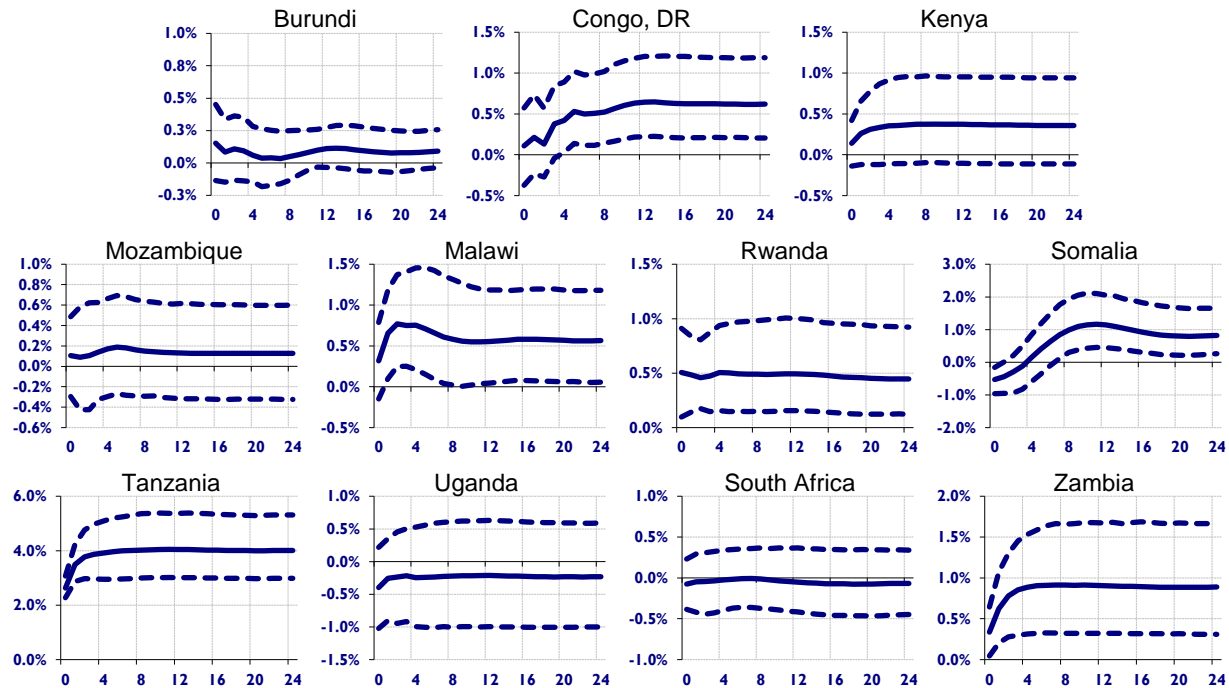 Burundi
1.0%
0.8%
0.5%
0.3%
0.0%
-0.3%
0 4 8 12 16 20 24
Congo, DR
1.5%
1.0%
0.5%
0.0%
-0.5%
0 4 8 12 16 20 24
Kenya
1.5%
1.0%
0.5%
0.0%
-0.5%
0 4 8 12 16 20 24
Mozambique
1.0%
0.8%
0.6%
0.4%
0.2%
0.0%
-0.2%
-0.4%
-0.6%
0 4 8 12 16 20 24
Malawi
1.5%
1.0%
0.5%
0.0%
-0.5%
0 4 8 12 16 20 24
Rwanda
1.5%
1.0%
0.5%
0.0%
0 4 8 12 16 20 24
Somalia
3.0%
2.0%
1.0%
0.0%
-1.0%
-2.0%
0 4 8 12 16 20 24
Tanzania
6.0%
4.0%
2.0%
0.0%
0 4 8 12 16 20 24
Uganda
1.0%
0.5%
0.0%
-0.5%
-1.0%
-1.5%
0 4 8 12 16 20 24
South Africa
1.0%
0.5%
0.0%
-0.5%
-1.0%
0 4 8 12 16 20 24
Zambia
2.0%
1.5%
1.0%
0.5%
0.0%
0 4 8 12 16 20 24